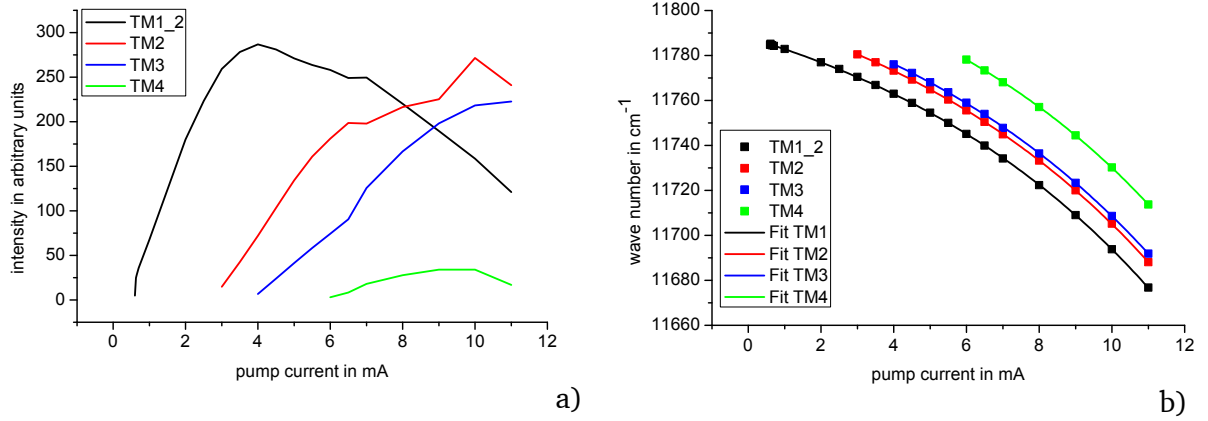 TM1_2
TM2
TM3
TM4
300
250
200
150
100
50
0
intensity in arbitrary units
0 2 4 6 8 10 12
pump current in mA
a)
11800
11780
11760
11740
11720
11700
11680
11660
wave number in cm-1
TM1_2
TM2
TM3
TM4
Fit TM1
Fit TM2
Fit TM3
Fit TM4
0 2 4 6 8 10 12
pump current in mA
b)